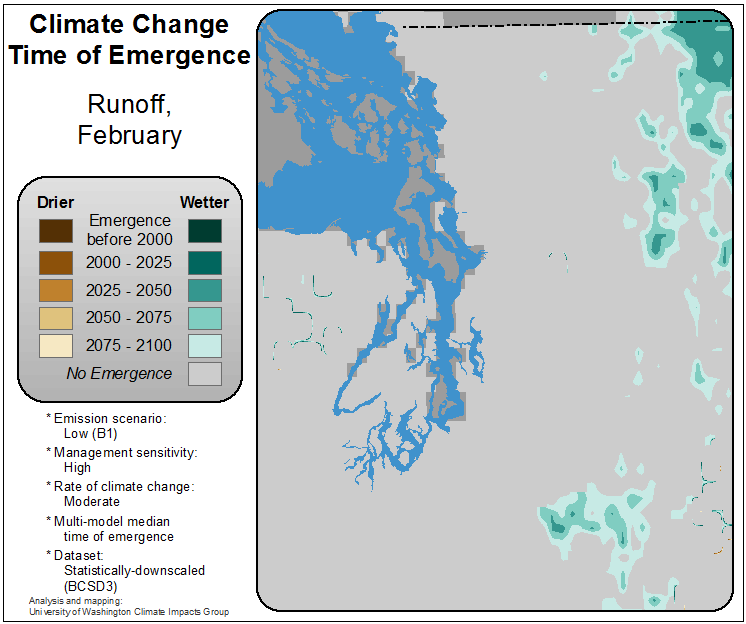 Climate Change
Time of Emergence
Runoff,
February
Drier Wetter
Emergence
before 2000
2000 - 2025
2025 - 2050
2050 - 2075
2075 - 2100
No Emergence
* Emission scenario:
Low (B1)
* Management sensitivity:
High
* Rate of climate change:
Moderate
* Multi-model median
time of emergence
* Dataset:
Statistically-downscaled
(BCSD3)
Analysis and mapping:
University of Washington Climate Impacts Group